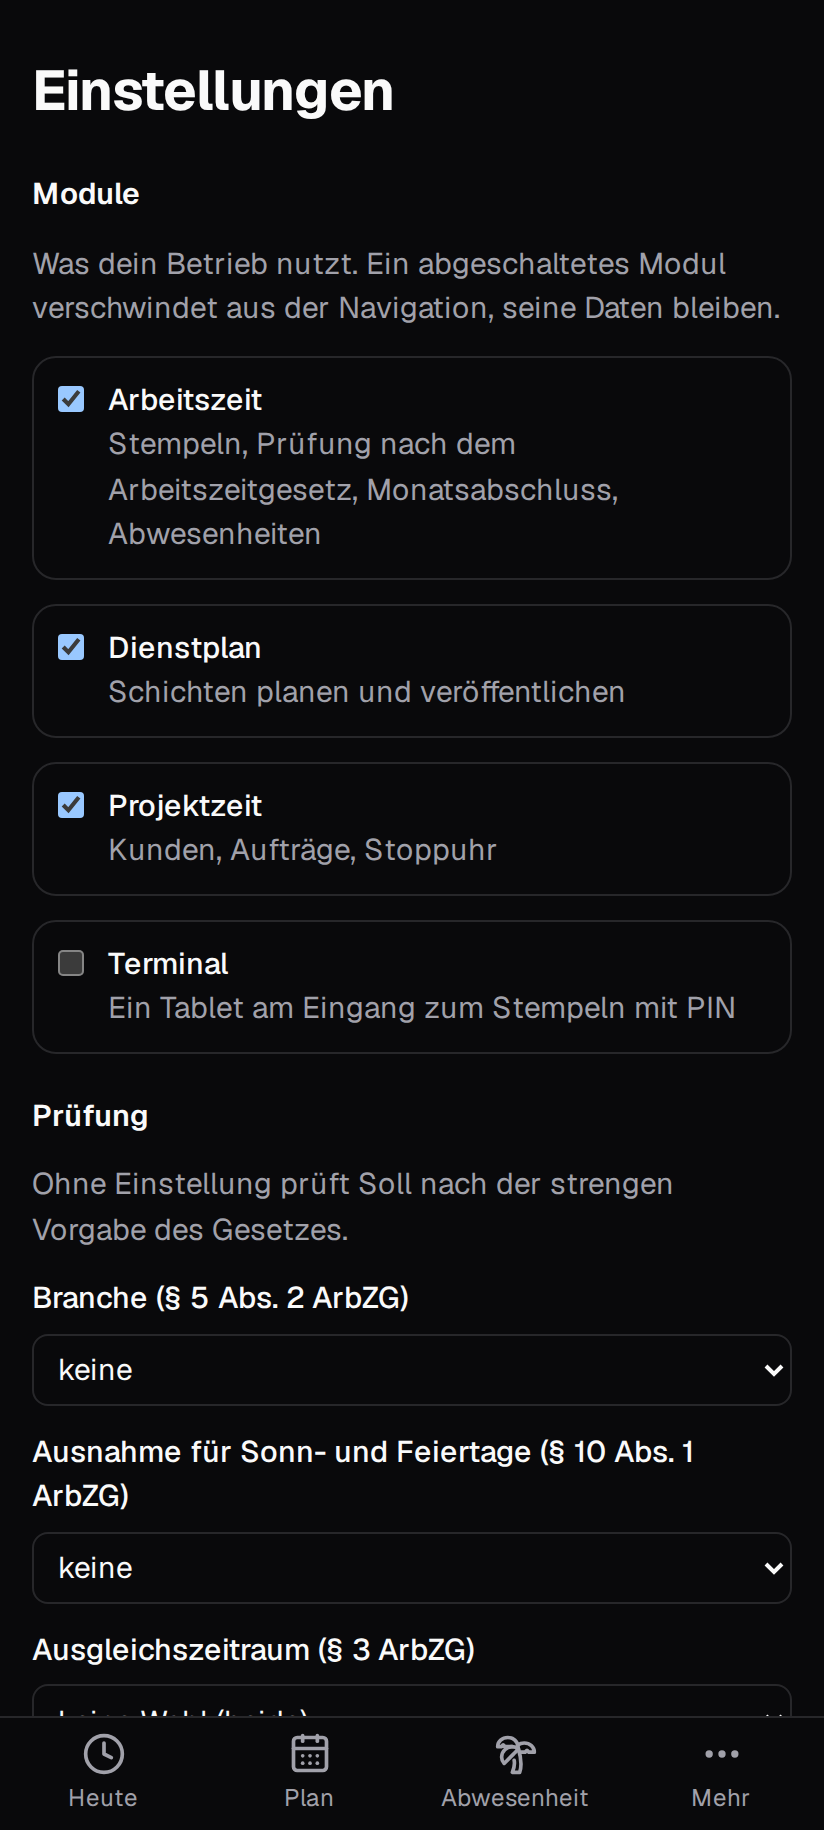 Einstellungen
Module
Was dein Betrieb nutzt. Ein abgeschaltetes Modul
verschwindet aus der Navigation, seine Daten bleiben.
Arbeitszeit
Stempeln, Prüfung nach dem
Arbeitszeitgesetz, Monatsabschluss,
Abwesenheiten
Dienstplan
Schichten planen und veröffentlichen
Projektzeit
Kunden, Aufträge, Stoppuhr
Terminal
Ein Tablet am Eingang zum Stempeln mit PIN
Prüfung
Ohne Einstellung prüft Soll nach der strengen
Vorgabe des Gesetzes.
Branche (§ 5 Abs. 2 ArbZG)
keine
Ausnahme für Sonn- und Feiertage (§ 10 Abs. 1
ArbZG)
keine
Ausgleichszeitraum (§ 3 ArbZG)
Heute
Plan
Abwesenheit
Mehr